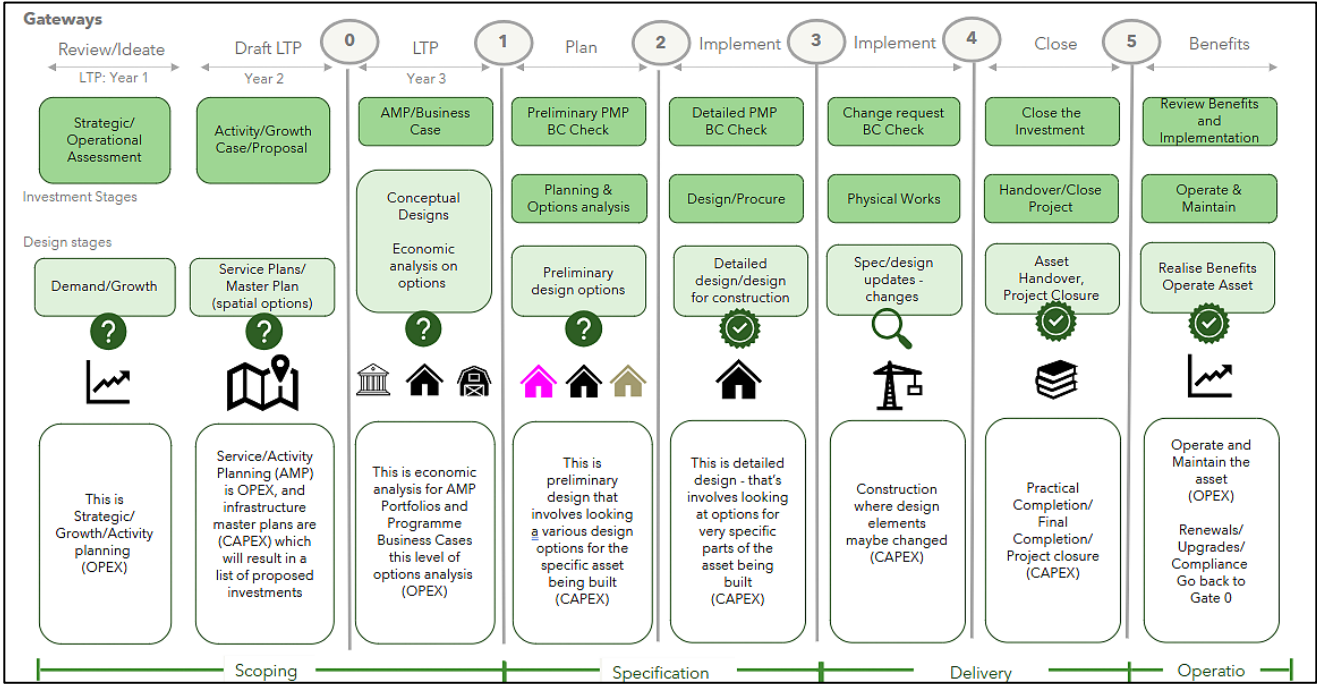 Gateways
Review/Ideate
LTP: Year 1
Draft LTP
Year 2
0
LTP
Year 3
1
Plan
2
Implement
3
Implement
4
Close
5
Benefits
Strategic/
Operational
Assessment
Activity/Growth
Case/Proposal
AMP/Business
Case
Preliminary PMP
BC Check
Detailed PMP
BC Check
Change request
BC Check
Close the
Investment
Review Benefits
and
Implementation
Investment Stages
Conceptual
Designs
Economic
analysis on
options
Planning &
Options analysis
Design/Procure
Physical Works
Handover/Close
Project
Operate &
Maintain
Design stages
Demand/Growth
Service Plans/
Master Plan
(spatial options)
Preliminary
design options
Detailed
design/design
for construction
Spec/design
updates -
changes
Asset
Handover,
Project Closure
Realise Benefits
Operate Asset
?
?
?
?
This is
Strategic/
Growth/Activity
planning
(OPEX)
Service/Activity
Planning (AMP)
is OPEX, and
infrastructure
master plans are
(CAPEX) which
will result in a
list of proposed
investments
This is economic
analysis for AMP
Portfolios and
Programme
Business Cases
this level of
options analysis
(OPEX)
This is
preliminary
design that
involves looking
a various design
options for the
specific asset
being built
(CAPEX)
This is detailed
design - that's
involves looking
at options for
very specific
parts of the
asset being
built
(CAPEX)
Construction
where design
elements
maybe changed
(CAPEX)
Practical
Completion/
Final
Completion/
Project closure
(CAPEX)
Operate and
Maintain the
asset
(OPEX)
Renewals/
Upgrades/
Compliance
Go back to
Gate 0
Scoping
Specification
Delivery
Operatio